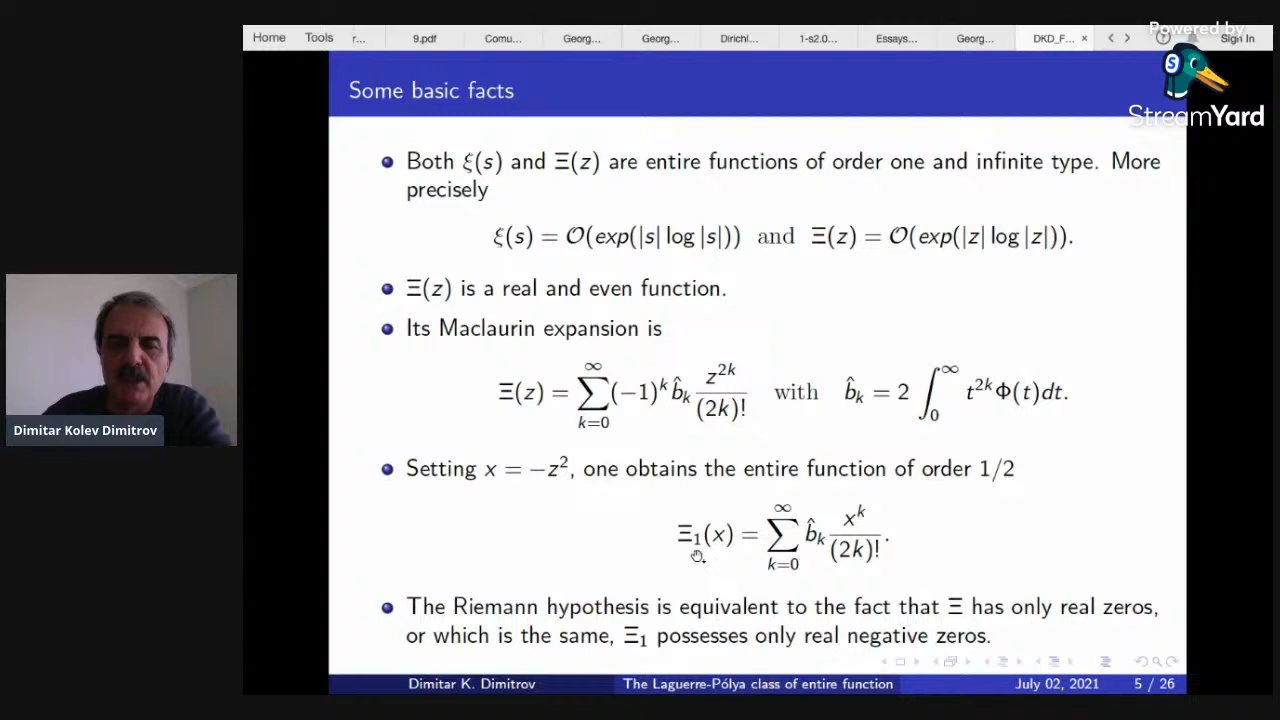 Powered by
StreamYard
Home Tools r... 9.pdf Comu... Georg... Georg... Dirichl... 1-s2.0... Essays... Georg... DKD_F... × Sign In
Some basic facts
Both ξ(s) and Ξ(z) are entire functions of order one and infinite type. More
precisely
ξ(s) = O(exp(|s| log |s|)) and Ξ(z) = O(exp(|z| log |z|)).
Ξ(z) is a real and even function.
Its Maclaurin expansion is
Ξ(z) = ∑_{k=0}^{∞} (−1)^k b̂_k z^{2k}/(2k)! with b̂_k = 2 ∫_0^∞ t^{2k}Φ(t)dt.
Setting x = −z², one obtains the entire function of order 1/2
Ξ₁(x) = ∑_{k=0}^{∞} b̂_k x^k/(2k)!.
The Riemann hypothesis is equivalent to the fact that Ξ has only real zeros,
or which is the same, Ξ₁ possesses only real negative zeros.
Dimitar K. Dimitrov The Laguerre-Pólya class of entire function July 02, 2021 5 / 26
Dimitar Kolev Dimitrov